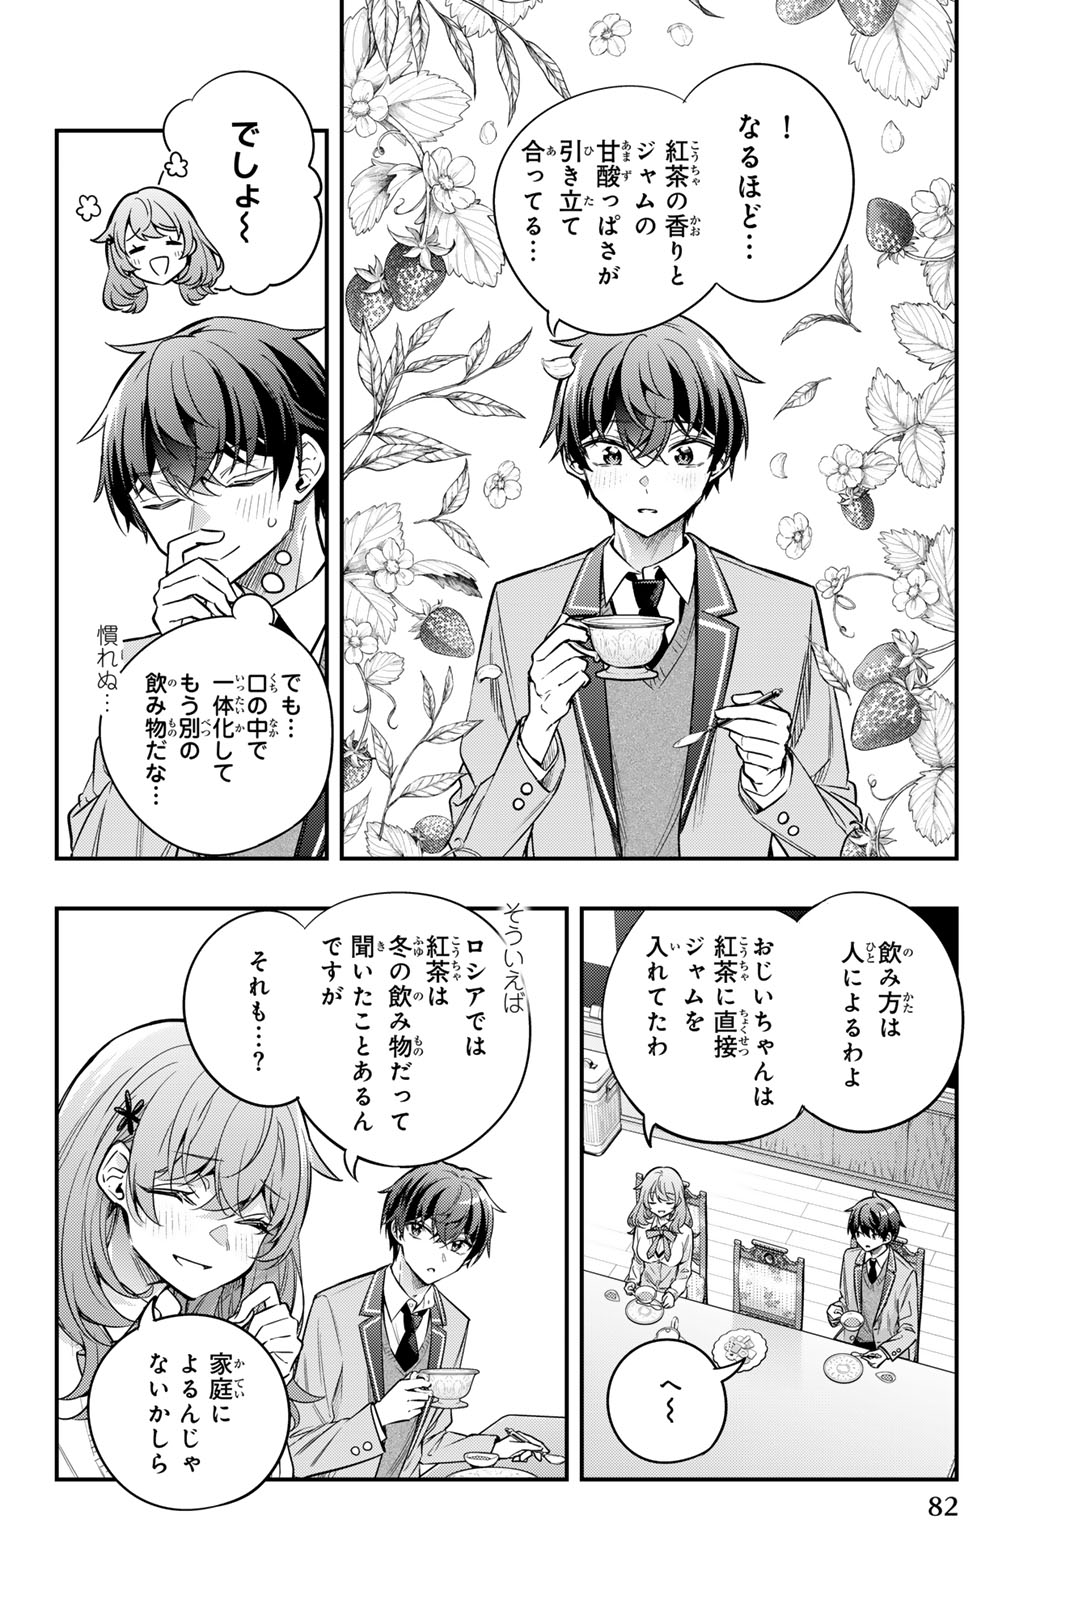 ！
なるほど…
紅茶の香りと
ジャムの
甘酸っぱさが
引き立て
合ってる…
でしょ〜
でも…
口の中で
一体化して
もう別の
飲み物だな…
慣れぬ…
飲み方は
人によるわよ
おじいちゃんは
紅茶に直接
ジャムを
入れてたわ
へ〜
そういえば
ロシアでは
紅茶は
冬の飲み物だって
聞いたことあるん
ですが
それも…？
家庭に
よるんじゃ
ないかしら
82